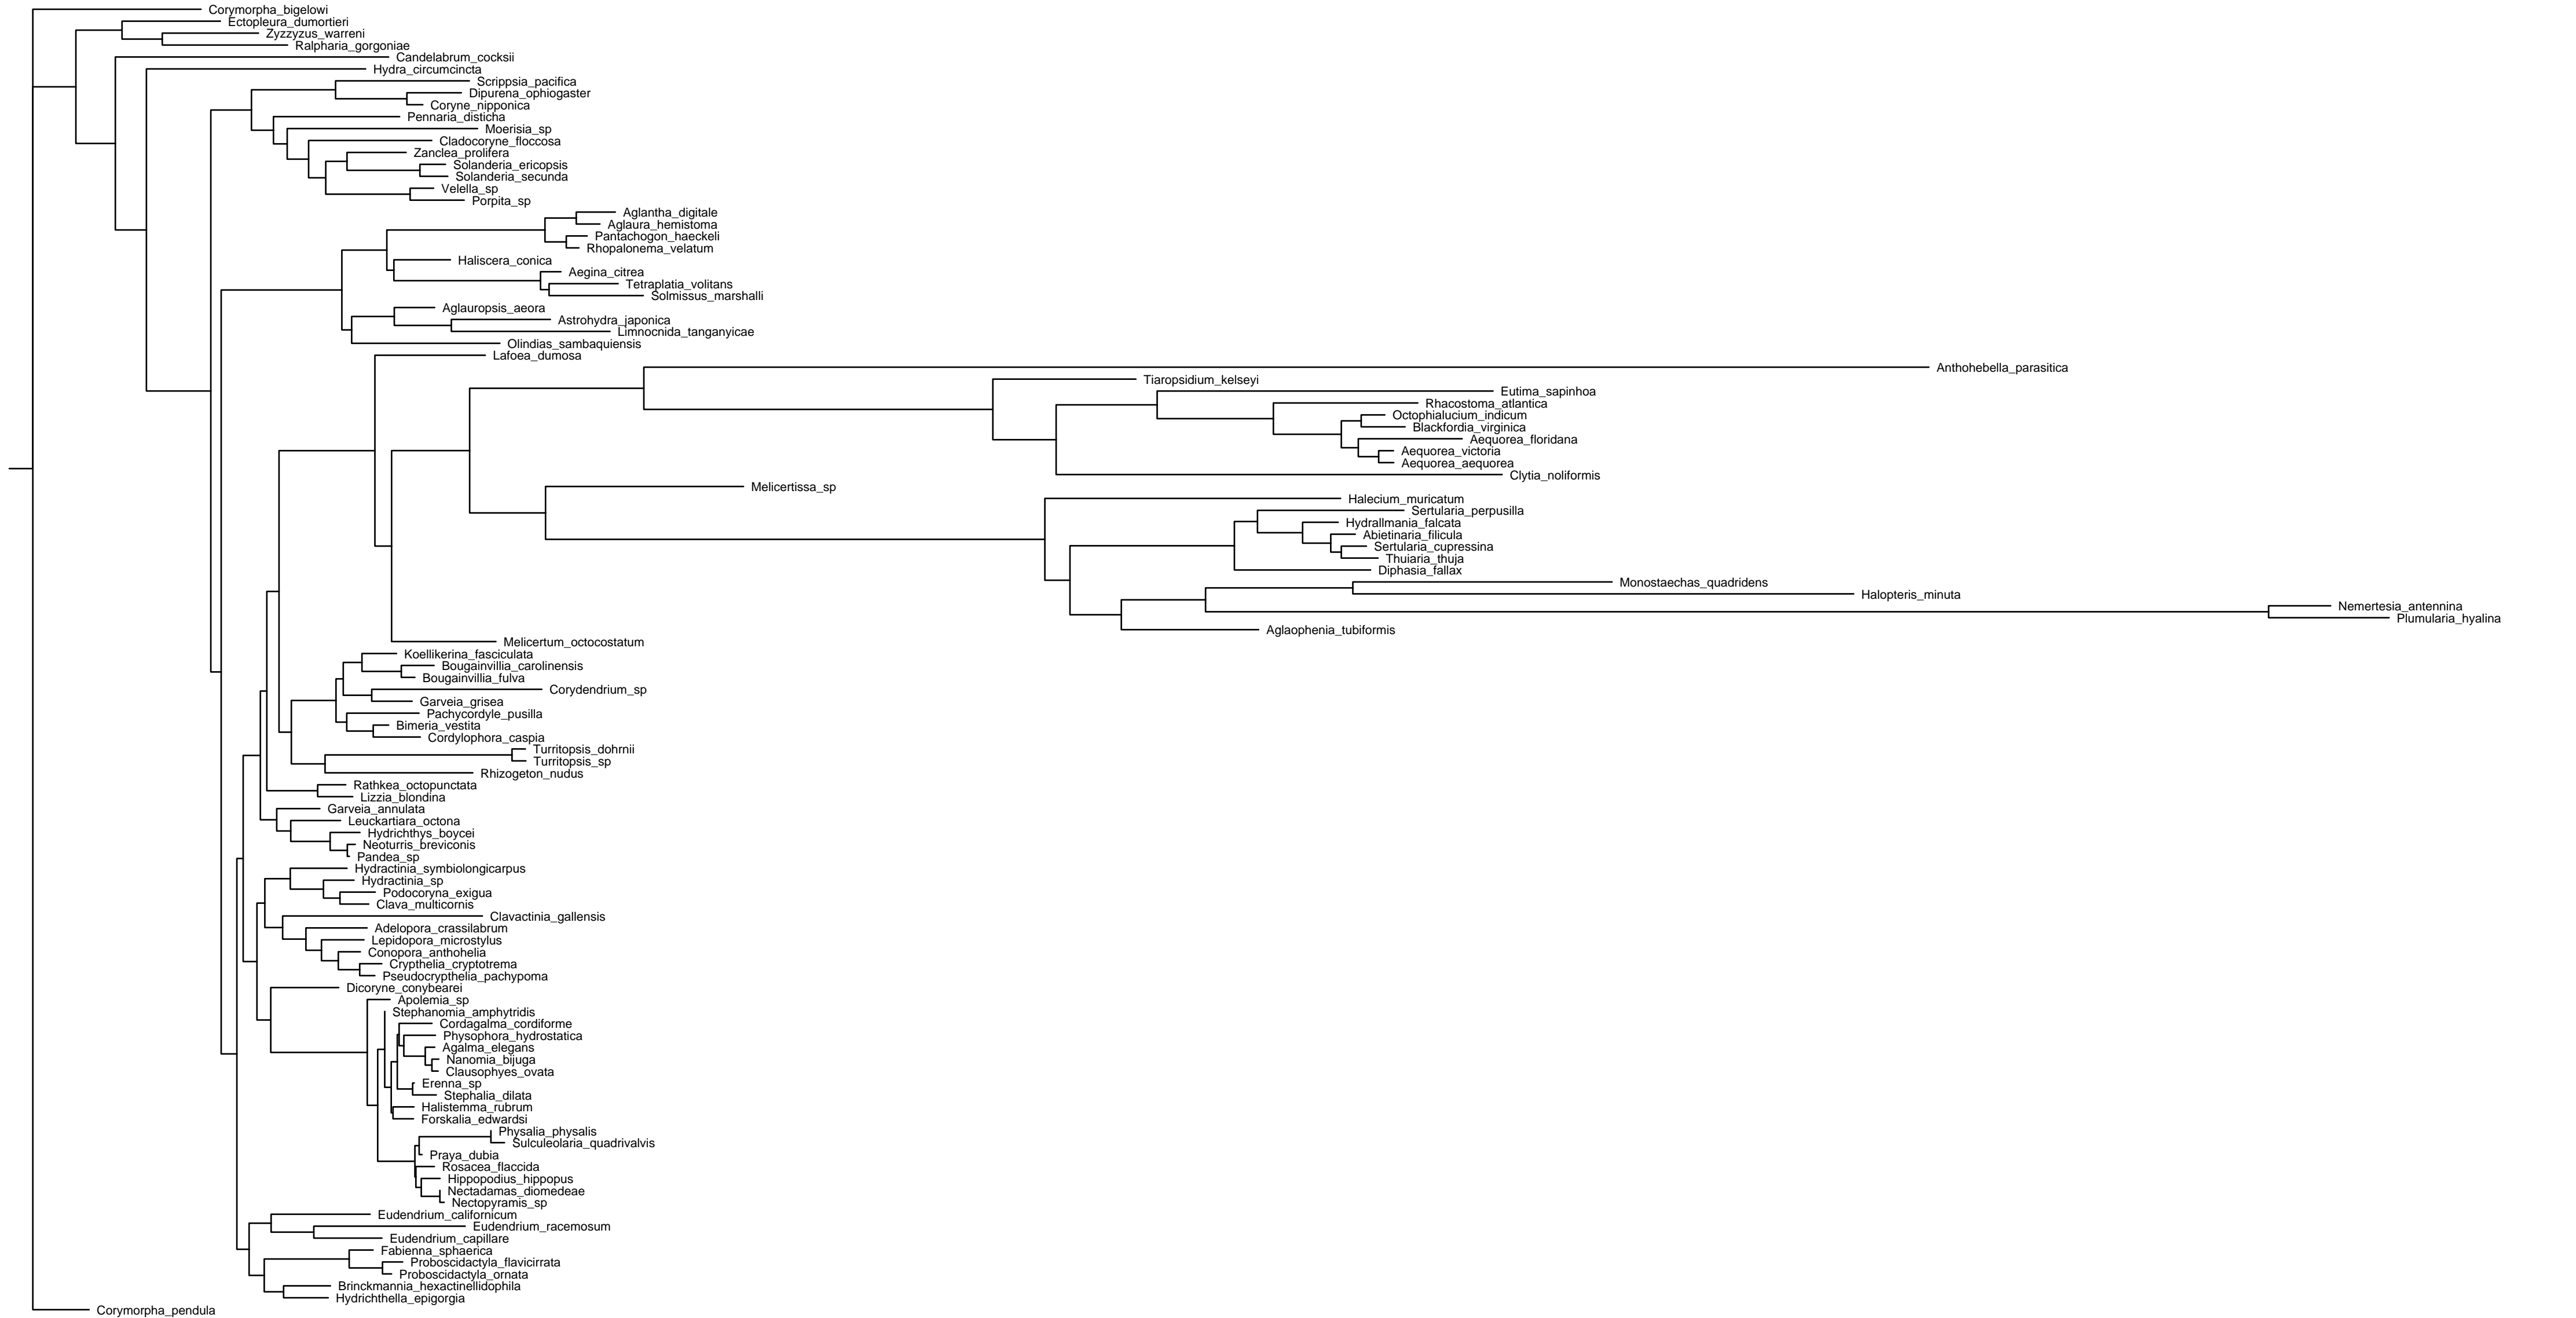 Corymorpha_bigelowi
Ectopleura_dumortieri
Zyzzyzus_warreni
Ralpharia_gorgoniae
Candelabrum_cocksii
Hydra_circumcincta
Scrippsia_pacifica
Dipurena_ophiogaster
Coryne_nipponica
Pennaria_disticha
Moerisia_sp
Cladocoryne_floccosa
Zanclea_prolifera
Solanderia_ericopsis
Solanderia_secunda
Velella_sp
Porpita_sp
Aglantha_digitale
Aglaura_hemistoma
Pantachogon_haeckeli
Rhopalonema_velatum
Haliscera_conica
Aegina_citrea
Tetraplatia_volitans
Solmissus_marshalli
Aglauropsis_aeora
Astrohydra_japonica
Limnocnida_tanganyicae
Olindias_sambaquiensis
Lafoea_dumosa
Anthohebella_parasitica
Tiaropsidium_kelseyi
Eutima_sapinhoa
Rhacostoma_atlantica
Octophialucium_indicum
Blackfordia_virginica
Aequorea_floridana
Aequorea_victoria
Aequorea_aequorea
Clytia_noliformis
Melicertissa_sp
Halecium_muricatum
Sertularia_perpusilla
Hydrallmania_falcata
Abietinaria_filicula
Sertularia_cupressina
Thuiaria_thuja
Diphasia_fallax
Monostaechas_quadridens
Halopteris_minuta
Nemertesia_antennina
Plumularia_hyalina
Aglaophenia_tubiformis
Melicertum_octocostatum
Koellikerina_fasciculata
Bougainvillia_carolinensis
Bougainvillia_fulva
Corydendrium_sp
Garveia_grisea
Pachycordyle_pusilla
Bimeria_vestita
Cordylophora_caspia
Turritopsis_dohrnii
Turritopsis_sp
Rhizogeton_nudus
Rathkea_octopunctata
Lizzia_blondina
Garveia_annulata
Leuckartiara_octona
Hydrichthys_boycei
Neoturris_breviconis
Pandea_sp
Hydractinia_symbiolongicarpus
Hydractinia_sp
Podocoryna_exigua
Clava_multicornis
Clavactinia_gallensis
Adelopora_crassilabrum
Lepidopora_microstylus
Conopora_anthohelia
Crypthelia_cryptotrema
Pseudocrypthelia_pachypoma
Dicoryne_conybearei
Apolemia_sp
Stephanomia_amphytridis
Cordagalma_cordiforme
Physophora_hydrostatica
Agalma_elegans
Nanomia_bijuga
Clausophyes_ovata
Erenna_sp
Stephalia_dilata
Halistemma_rubrum
Forskalia_edwardsi
Physalia_physalis
Sulculeolaria_quadrivalvis
Praya_dubia
Rosacea_flaccida
Hippopodius_hippopus
Nectadamas_diomedeae
Nectopyramis_sp
Eudendrium_californicum
Eudendrium_racemosum
Eudendrium_capillare
Fabienna_sphaerica
Proboscidactyla_flavicirrata
Proboscidactyla_ornata
Brinckmannia_hexactinellidophila
Hydrichthella_epigorgia
Corymorpha_pendula